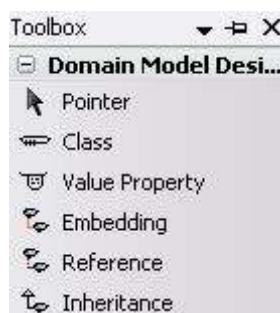 Toolbox
Domain Model Desi...
Pointer
Class
Value Property
Embedding
Reference
Inheritance